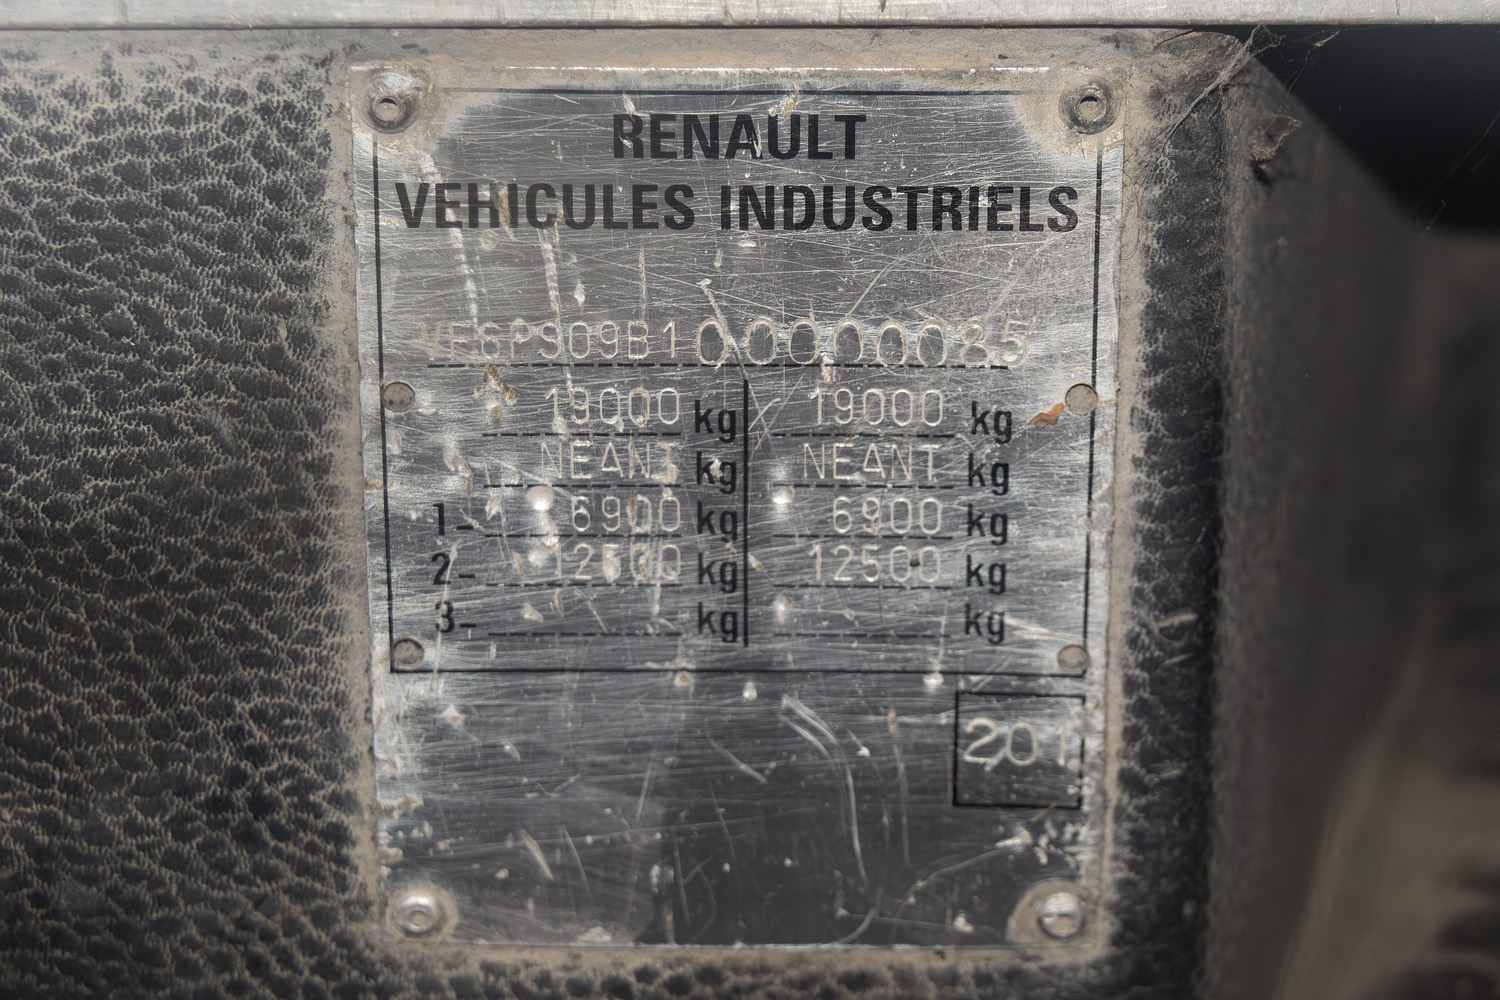 RENAULT
VEHICULES INDUSTRIELS
VF6PS09B100000085
19000 kg 19000 kg
NEANT kg NEANT kg
1- 6900 kg 6900 kg
2- 12500 kg 12500 kg
3- kg kg
201